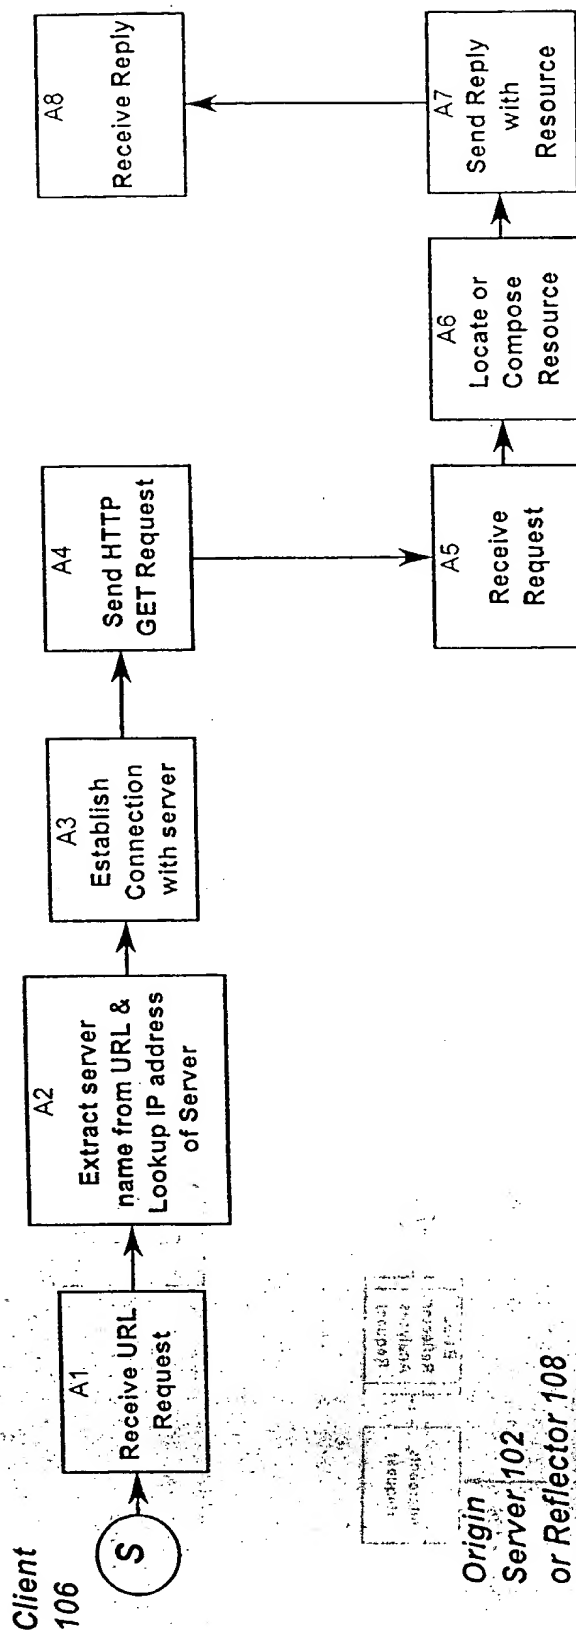 Client
106
S
A1
Receive URL
Request
A2
Extract server
name from URL &
Lookup IP address
of Server
A3
Establish
Connection
with server
A4
Send HTTP
GET Request
A8
Receive Reply
Origin
Server 102
or Reflector 108
A5
Receive
Request
A6
Locate or
Compose
Resource
A7
Send Reply
with
Resource